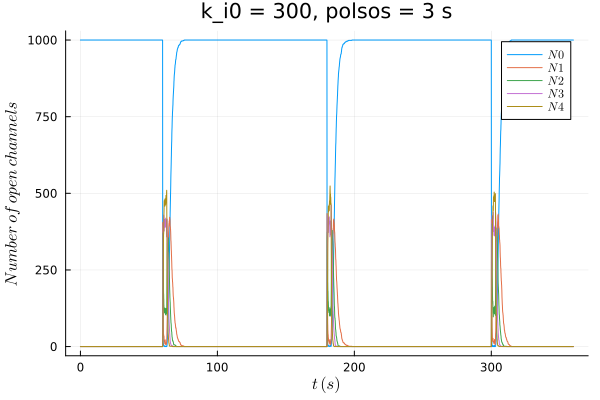 k_i0 = 300, polsos = 3 s
Number of open channels
1000
750
500
250
0
N0
N1
N2
N3
N4
0 100 200 300
t (s)